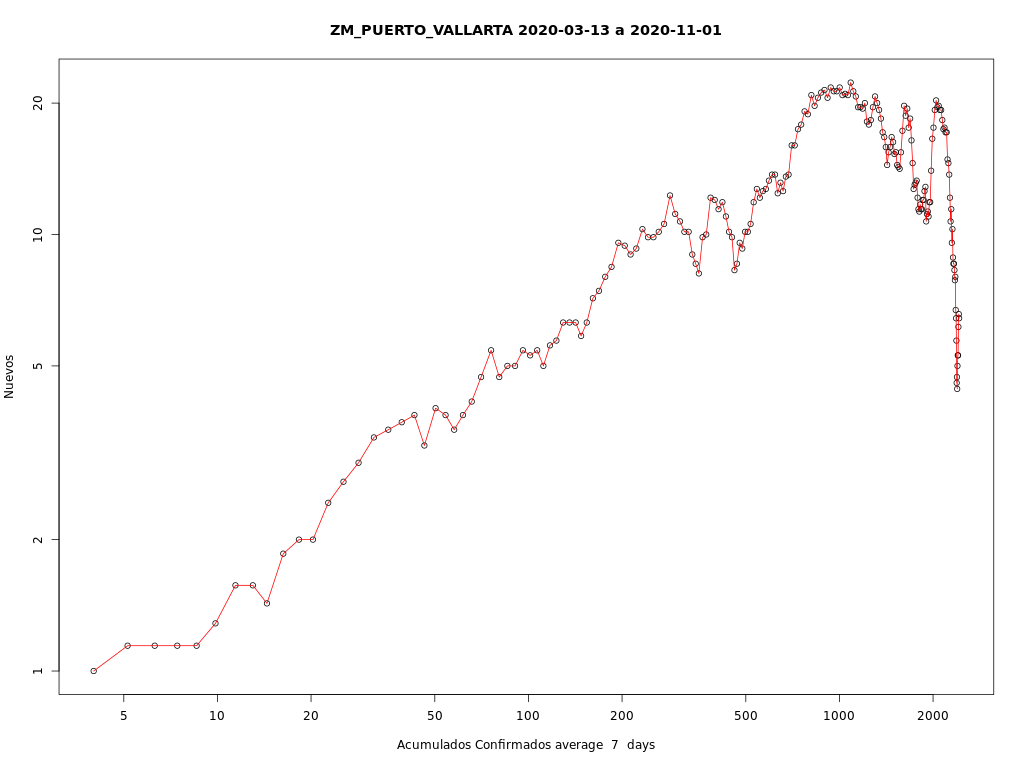 ZM_PUERTO_VALLARTA 2020-03-13 a 2020-11-01
Nuevos
20
10
5
2
1
5 10 20 50 100 200 500 1000 2000
Acumulados Confirmados average 7 days